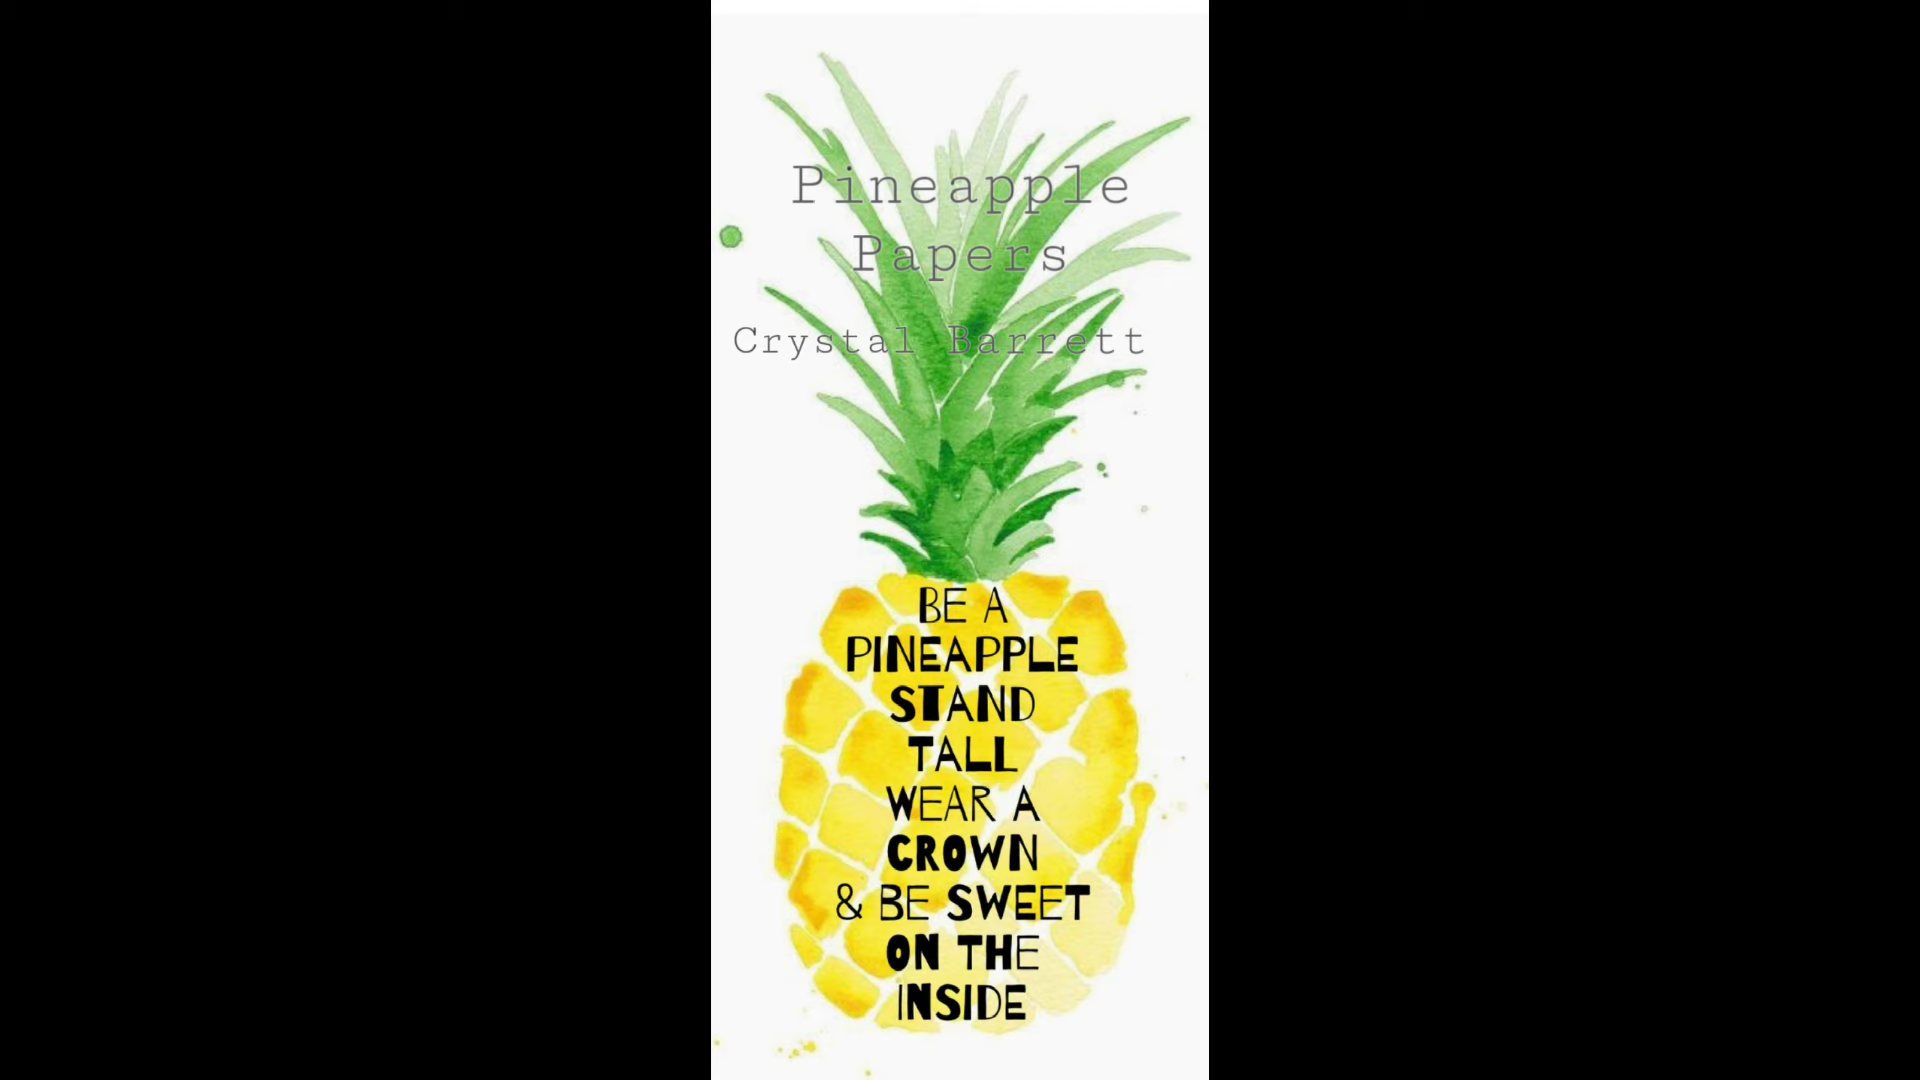 Pineapple
Papers
Crystal Barrett
BE A
PINEAPPLE
STAND
TALL
WEAR A
CROWN
& BE SWEET
ON THE
INSIDE